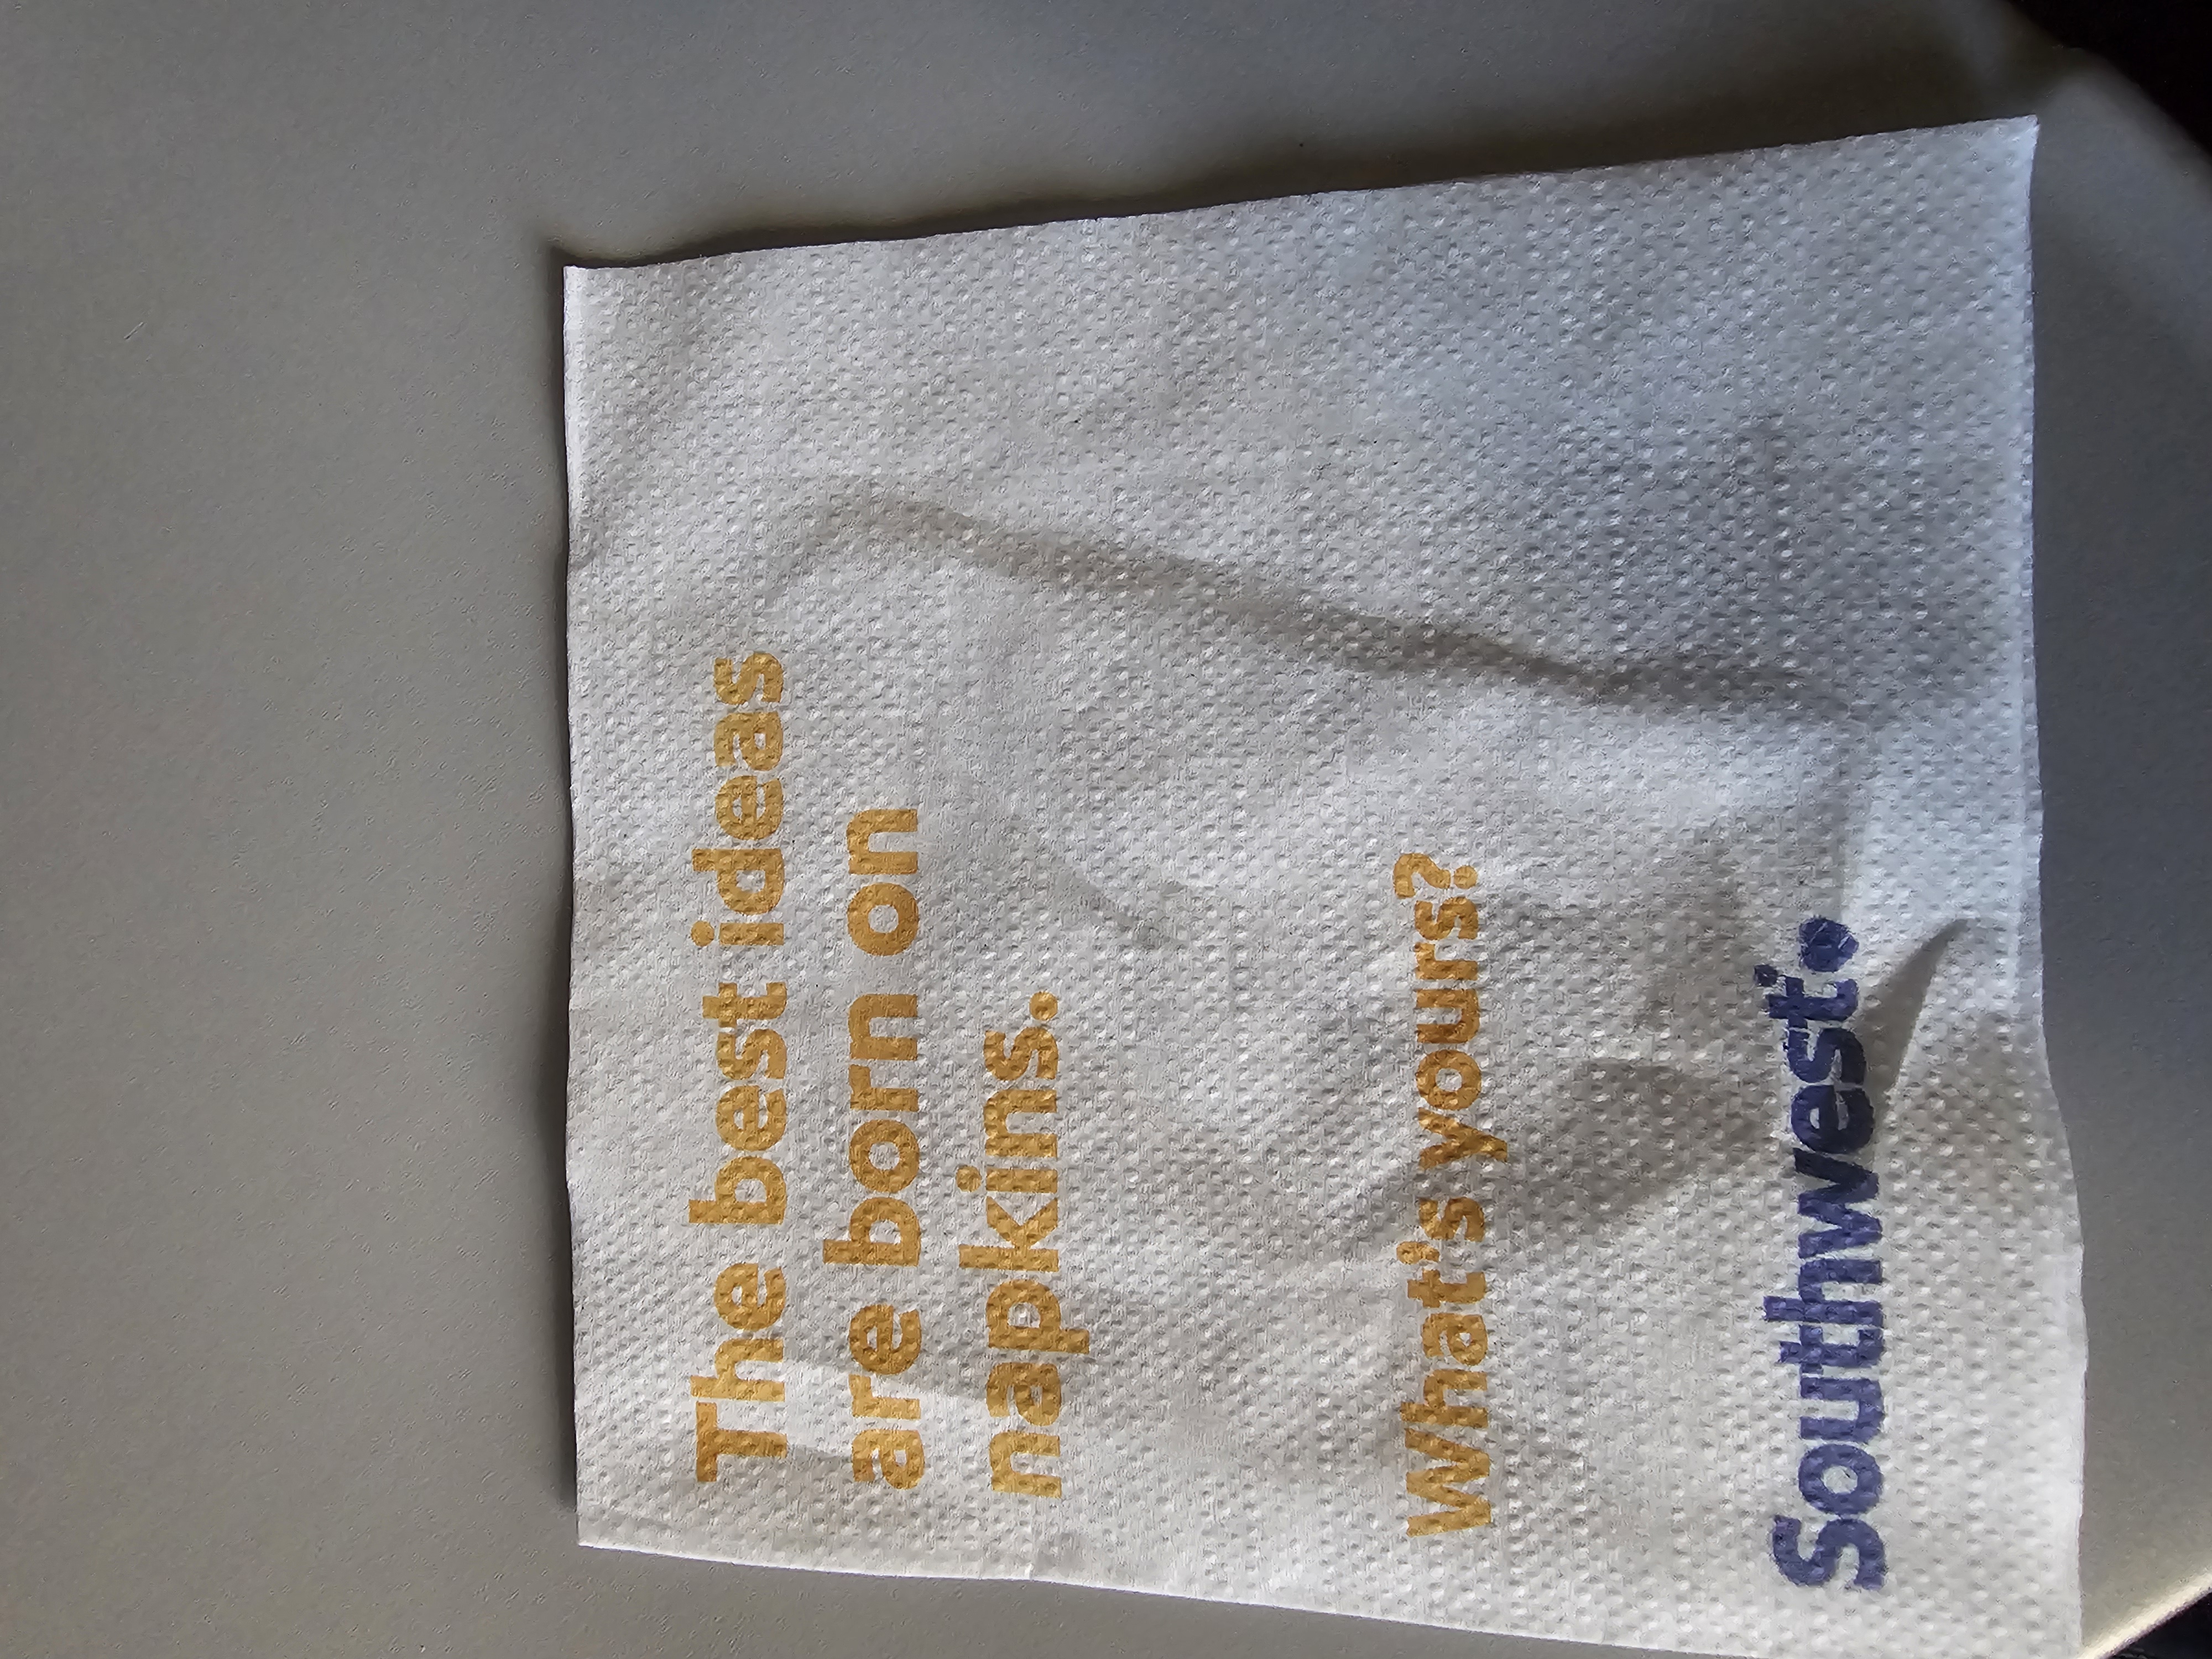 The best ideas
are born on
napkins.
What's yours?
Southwest